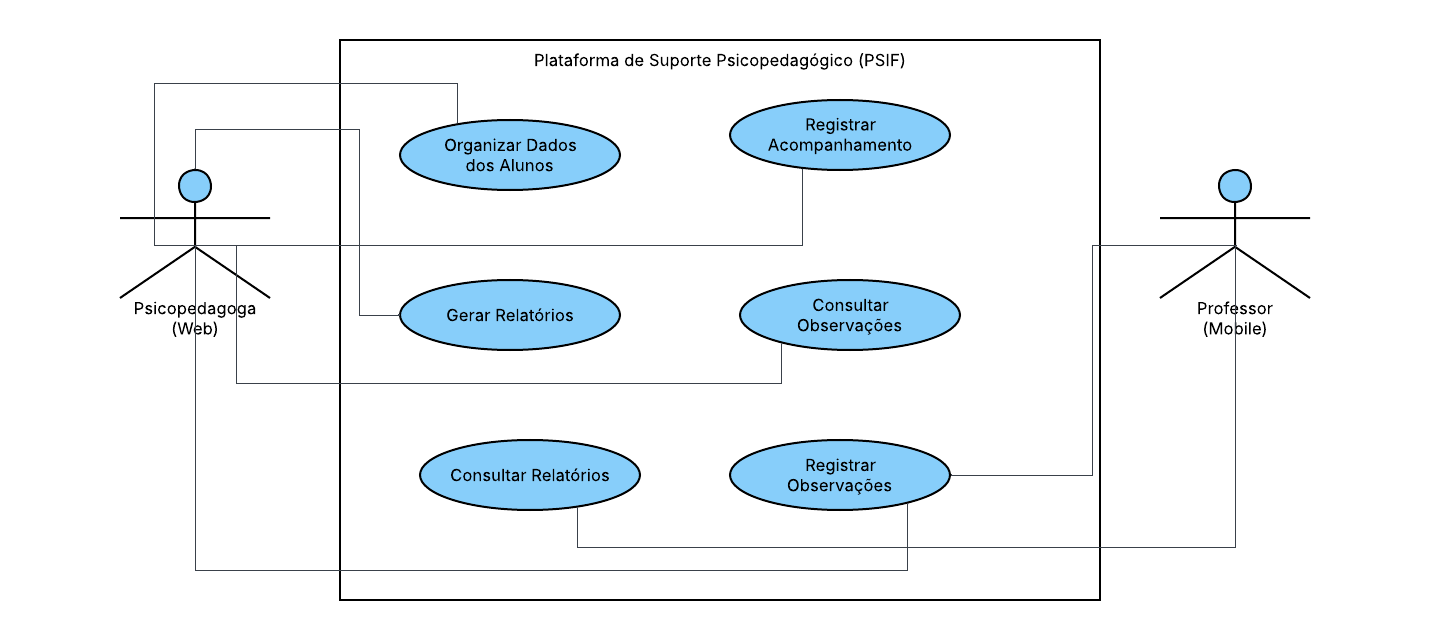 Plataforma de Suporte Psicopedagógico (PSIF)
Organizar Dados
dos Alunos
Registrar
Acompanhamento
Gerar Relatórios
Consultar
Observações
Consultar Relatórios
Registrar
Observações
Psicopedagoga
(Web)
Professor
(Mobile)